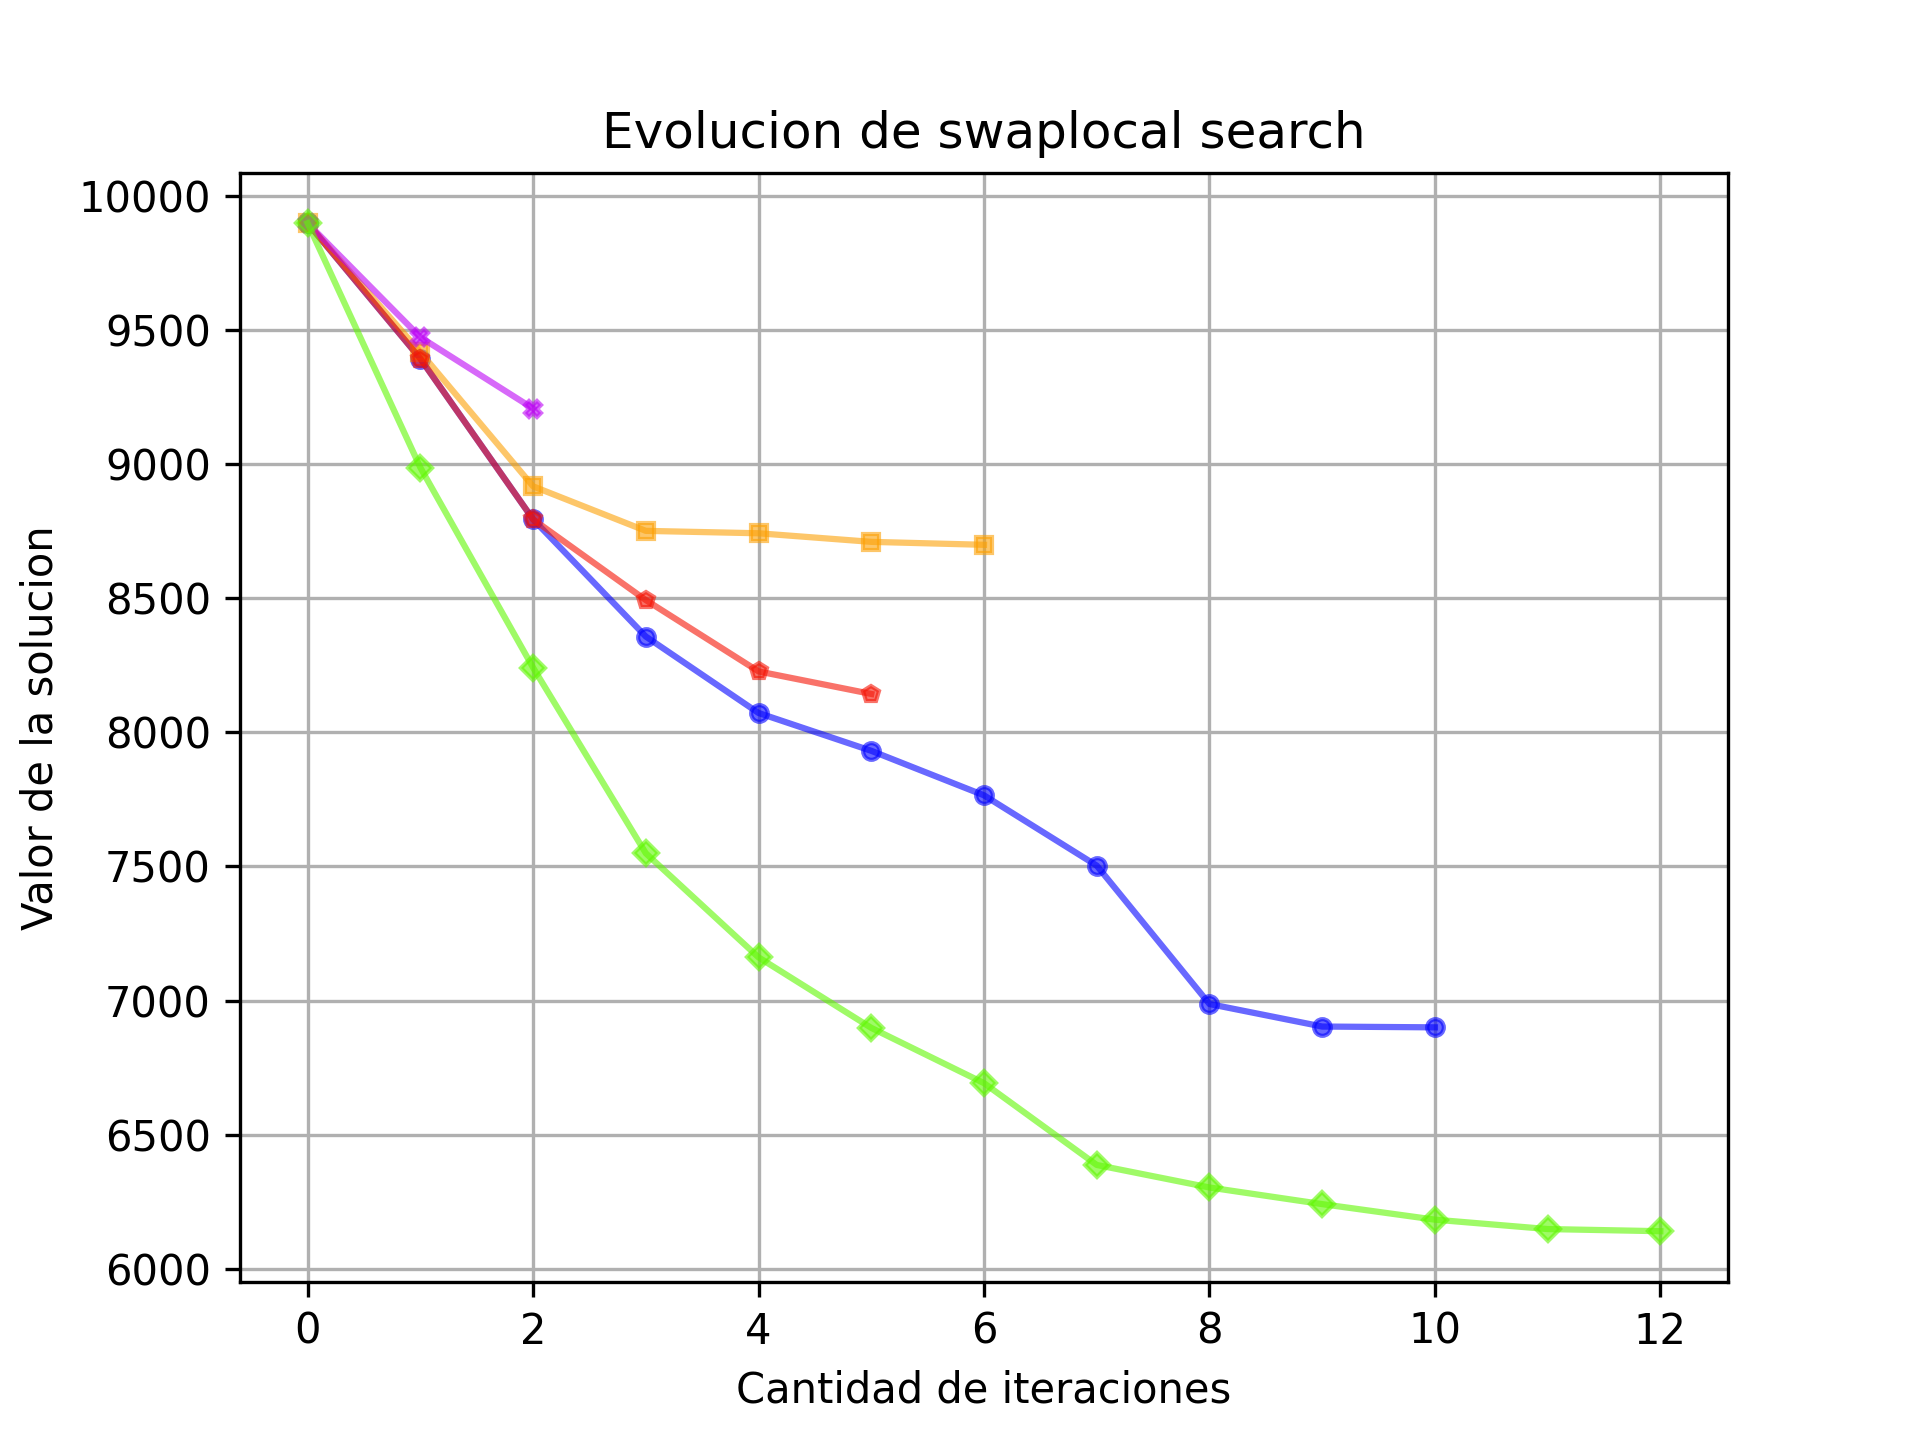 Evolucion de swaplocal search
10000
9500
9000
8500
8000
7500
7000
6500
6000
Valor de la solucion
0 2 4 6 8 10 12
Cantidad de iteraciones